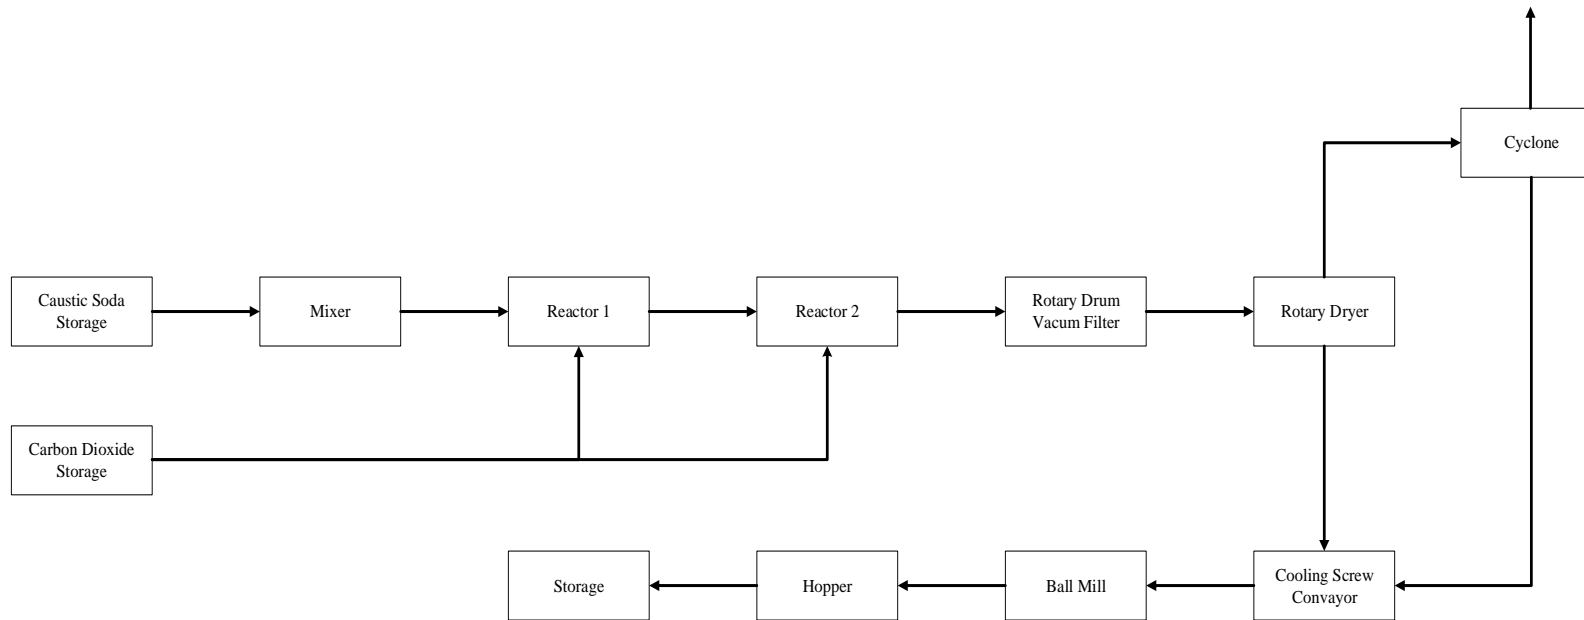 Cyclone
Caustic Soda
Storage
Mixer
Reactor 1
Reactor 2
Rotary Drum
Vacum Filter
Rotary Dryer
Carbon Dioxide
Storage
Storage
Hopper
Ball Mill
Cooling Screw
Convayor